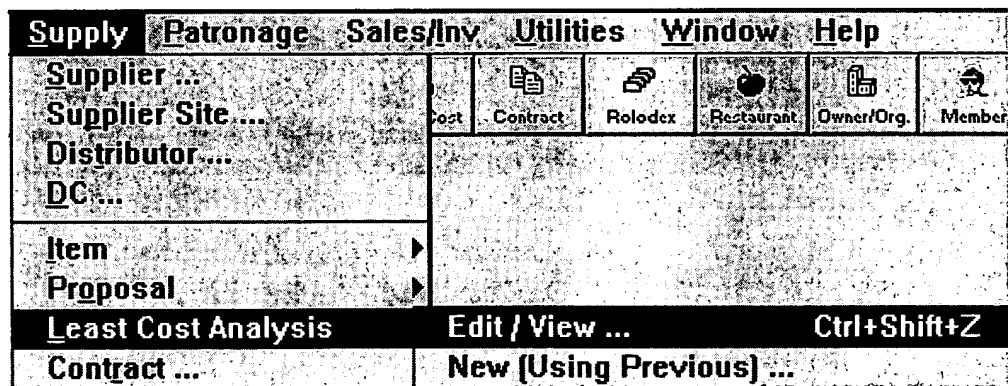 Supply Patronage Sales/Inv Utilities Window Help
Supplier ...
Supplier Site ....
Distributor ....
DC ...
Cost Contract Rolodex Restaurant Owner/Org. Member
Item
Proposal
Least Cost Analysis Edit / View ... Ctrl+Shift+Z
Contract ... New (Using Previous) ...